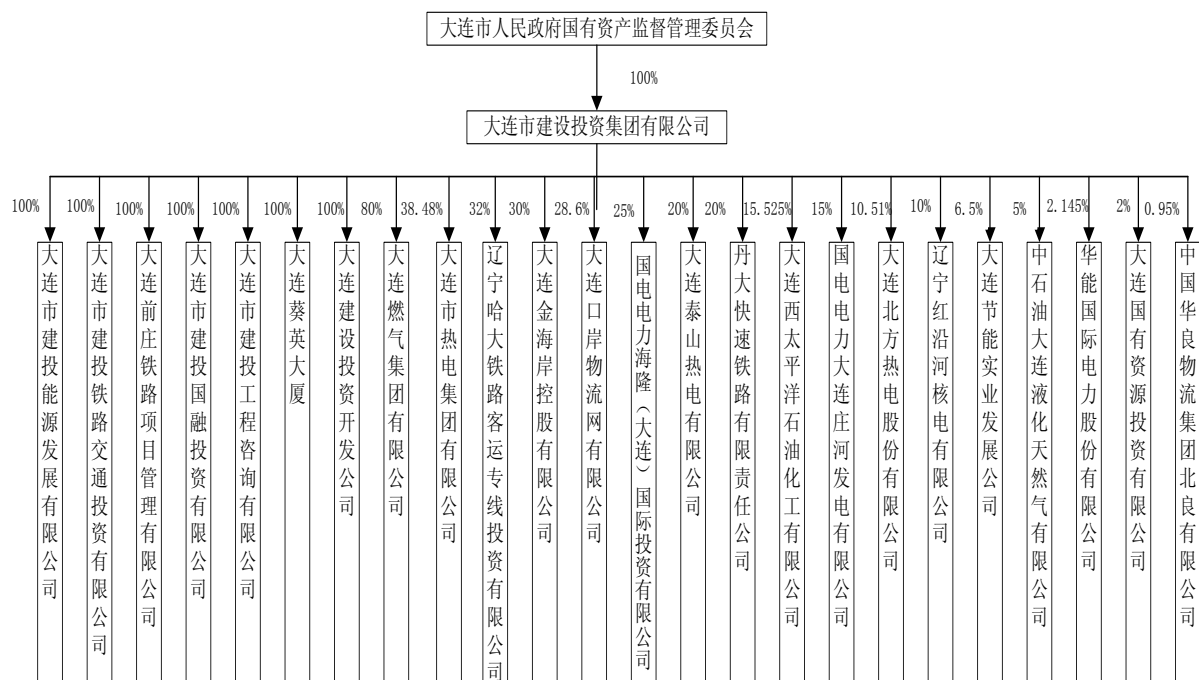 大连市人民政府国有资产监督管理委员会
100%
大连市建设投资集团有限公司
100%
100%
100%
100%
100%
100%
100%
80%
38.48%
32%
30%
28.6%
25%
20%
20%
15.525%
15%
10.51%
10%
6.5%
5%
2.145%
2%
0.95%
大连市建投能源发展有限公司
大连市建投铁路交通投资有限公司
大连前庄铁路项目管理有限公司
大连市建投国融投资有限公司
大连市建投工程咨询有限公司
大连葵英大厦
大连建设投资开发公司
大连燃气集团有限公司
大连市热电集团有限公司
辽宁哈大铁路客运专线投资有限公司
大连金海岸控股有限公司
大连口岸物流网有限公司
国电电力海隆（大连）国际投资有限公司
大连泰山热电有限公司
丹大快速铁路有限责任公司
大连西太平洋石油化工有限公司
国电电力大连庄河发电有限公司
大连北方热电股份有限公司
辽宁红沿河核电有限公司
大连节能实业发展公司
中石油大连液化天然气有限公司
华能国际电力股份有限公司
大连国有资源投资有限公司
中国华良物流集团北良有限公司